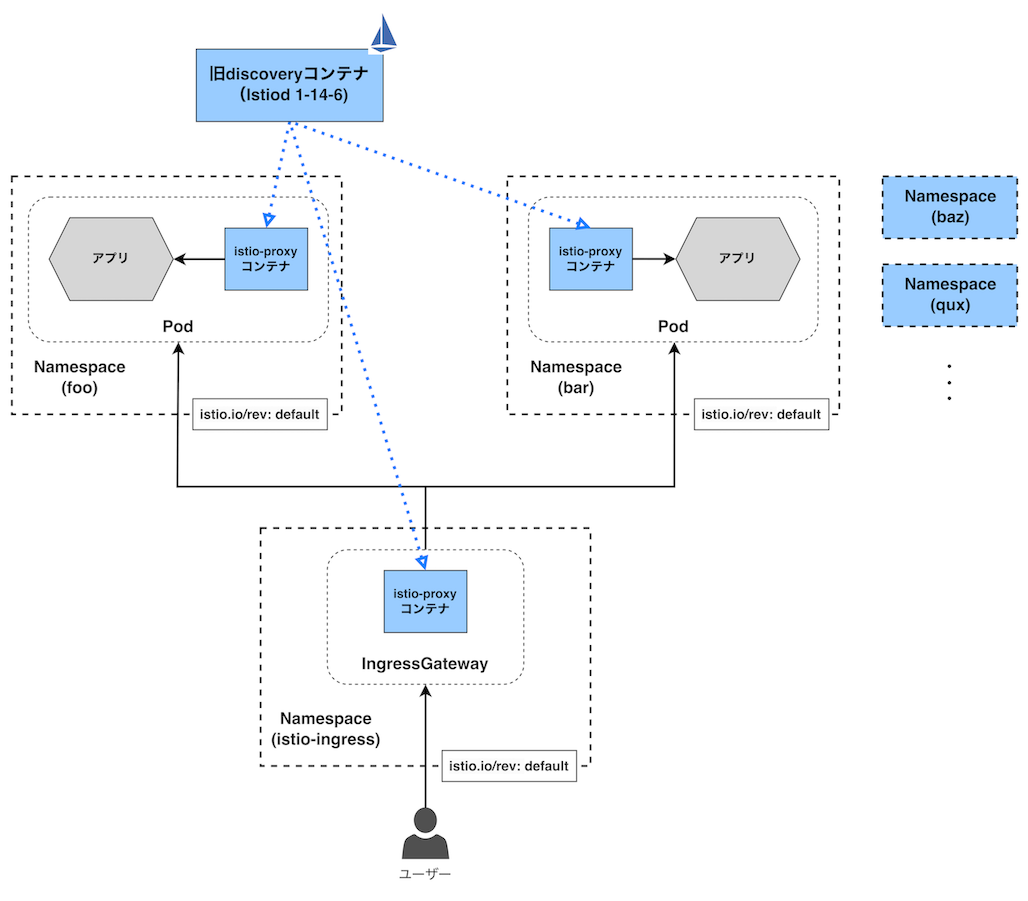 旧discoveryコンテナ
（Istiod 1-14-6)
アプリ
istio-proxy
コンテナ
Pod
Namespace
(foo)
istio.io/rev: default
istio-proxy
コンテナ
アプリ
Pod
Namespace
(bar)
istio.io/rev: default
Namespace
(baz)
Namespace
(qux)
istio-proxy
コンテナ
IngressGateway
Namespace
(istio-ingress)
istio.io/rev: default
ユーザー